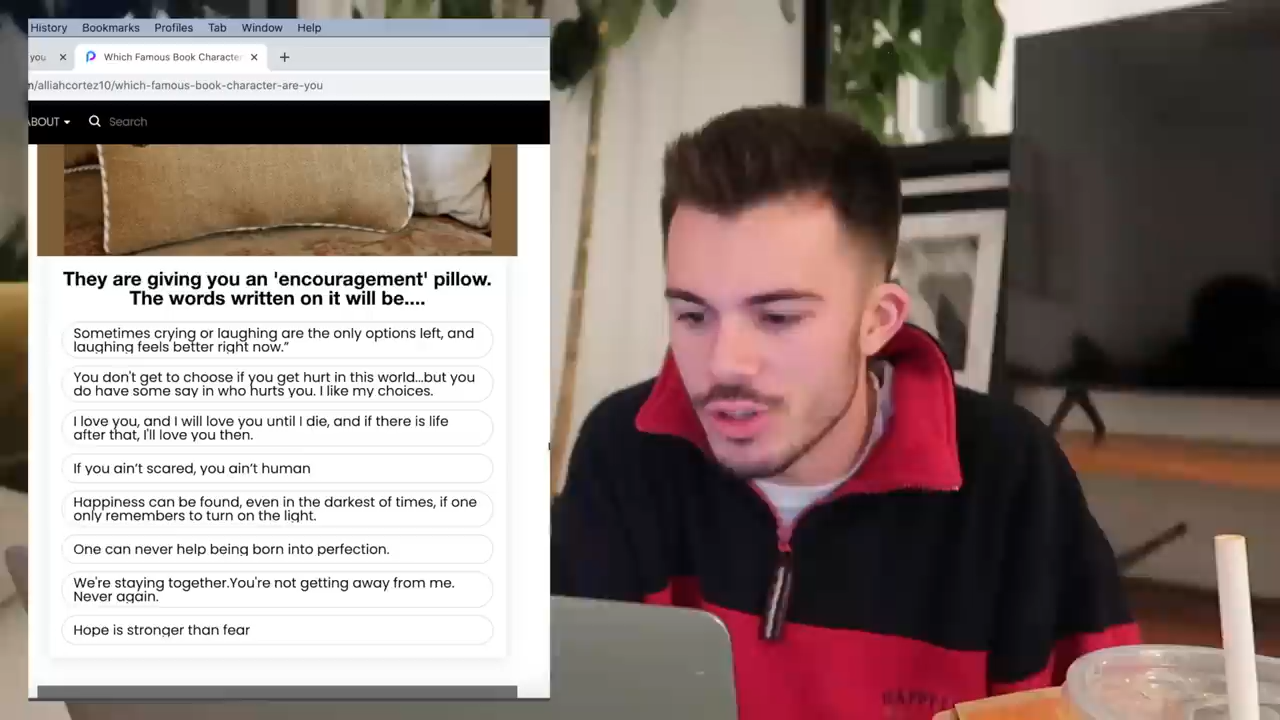 History Bookmarks Profiles Tab Window Help
you Which Famous Book Character
n/alliahcortez10/which-famous-book-character-are-you
ABOUT Search
They are giving you an 'encouragement' pillow.
The words written on it will be....
Sometimes crying or laughing are the only options left, and
laughing feels better right now.”
You don't get to choose if you get hurt in this world...but you
do have some say in who hurts you. I like my choices.
I love you, and I will love you until I die, and if there is life
after that, I'll love you then.
If you ain’t scared, you ain’t human
Happiness can be found, even in the darkest of times, if one
only remembers to turn on the light.
One can never help being born into perfection.
We're staying together.You're not getting away from me.
Never again.
Hope is stronger than fear